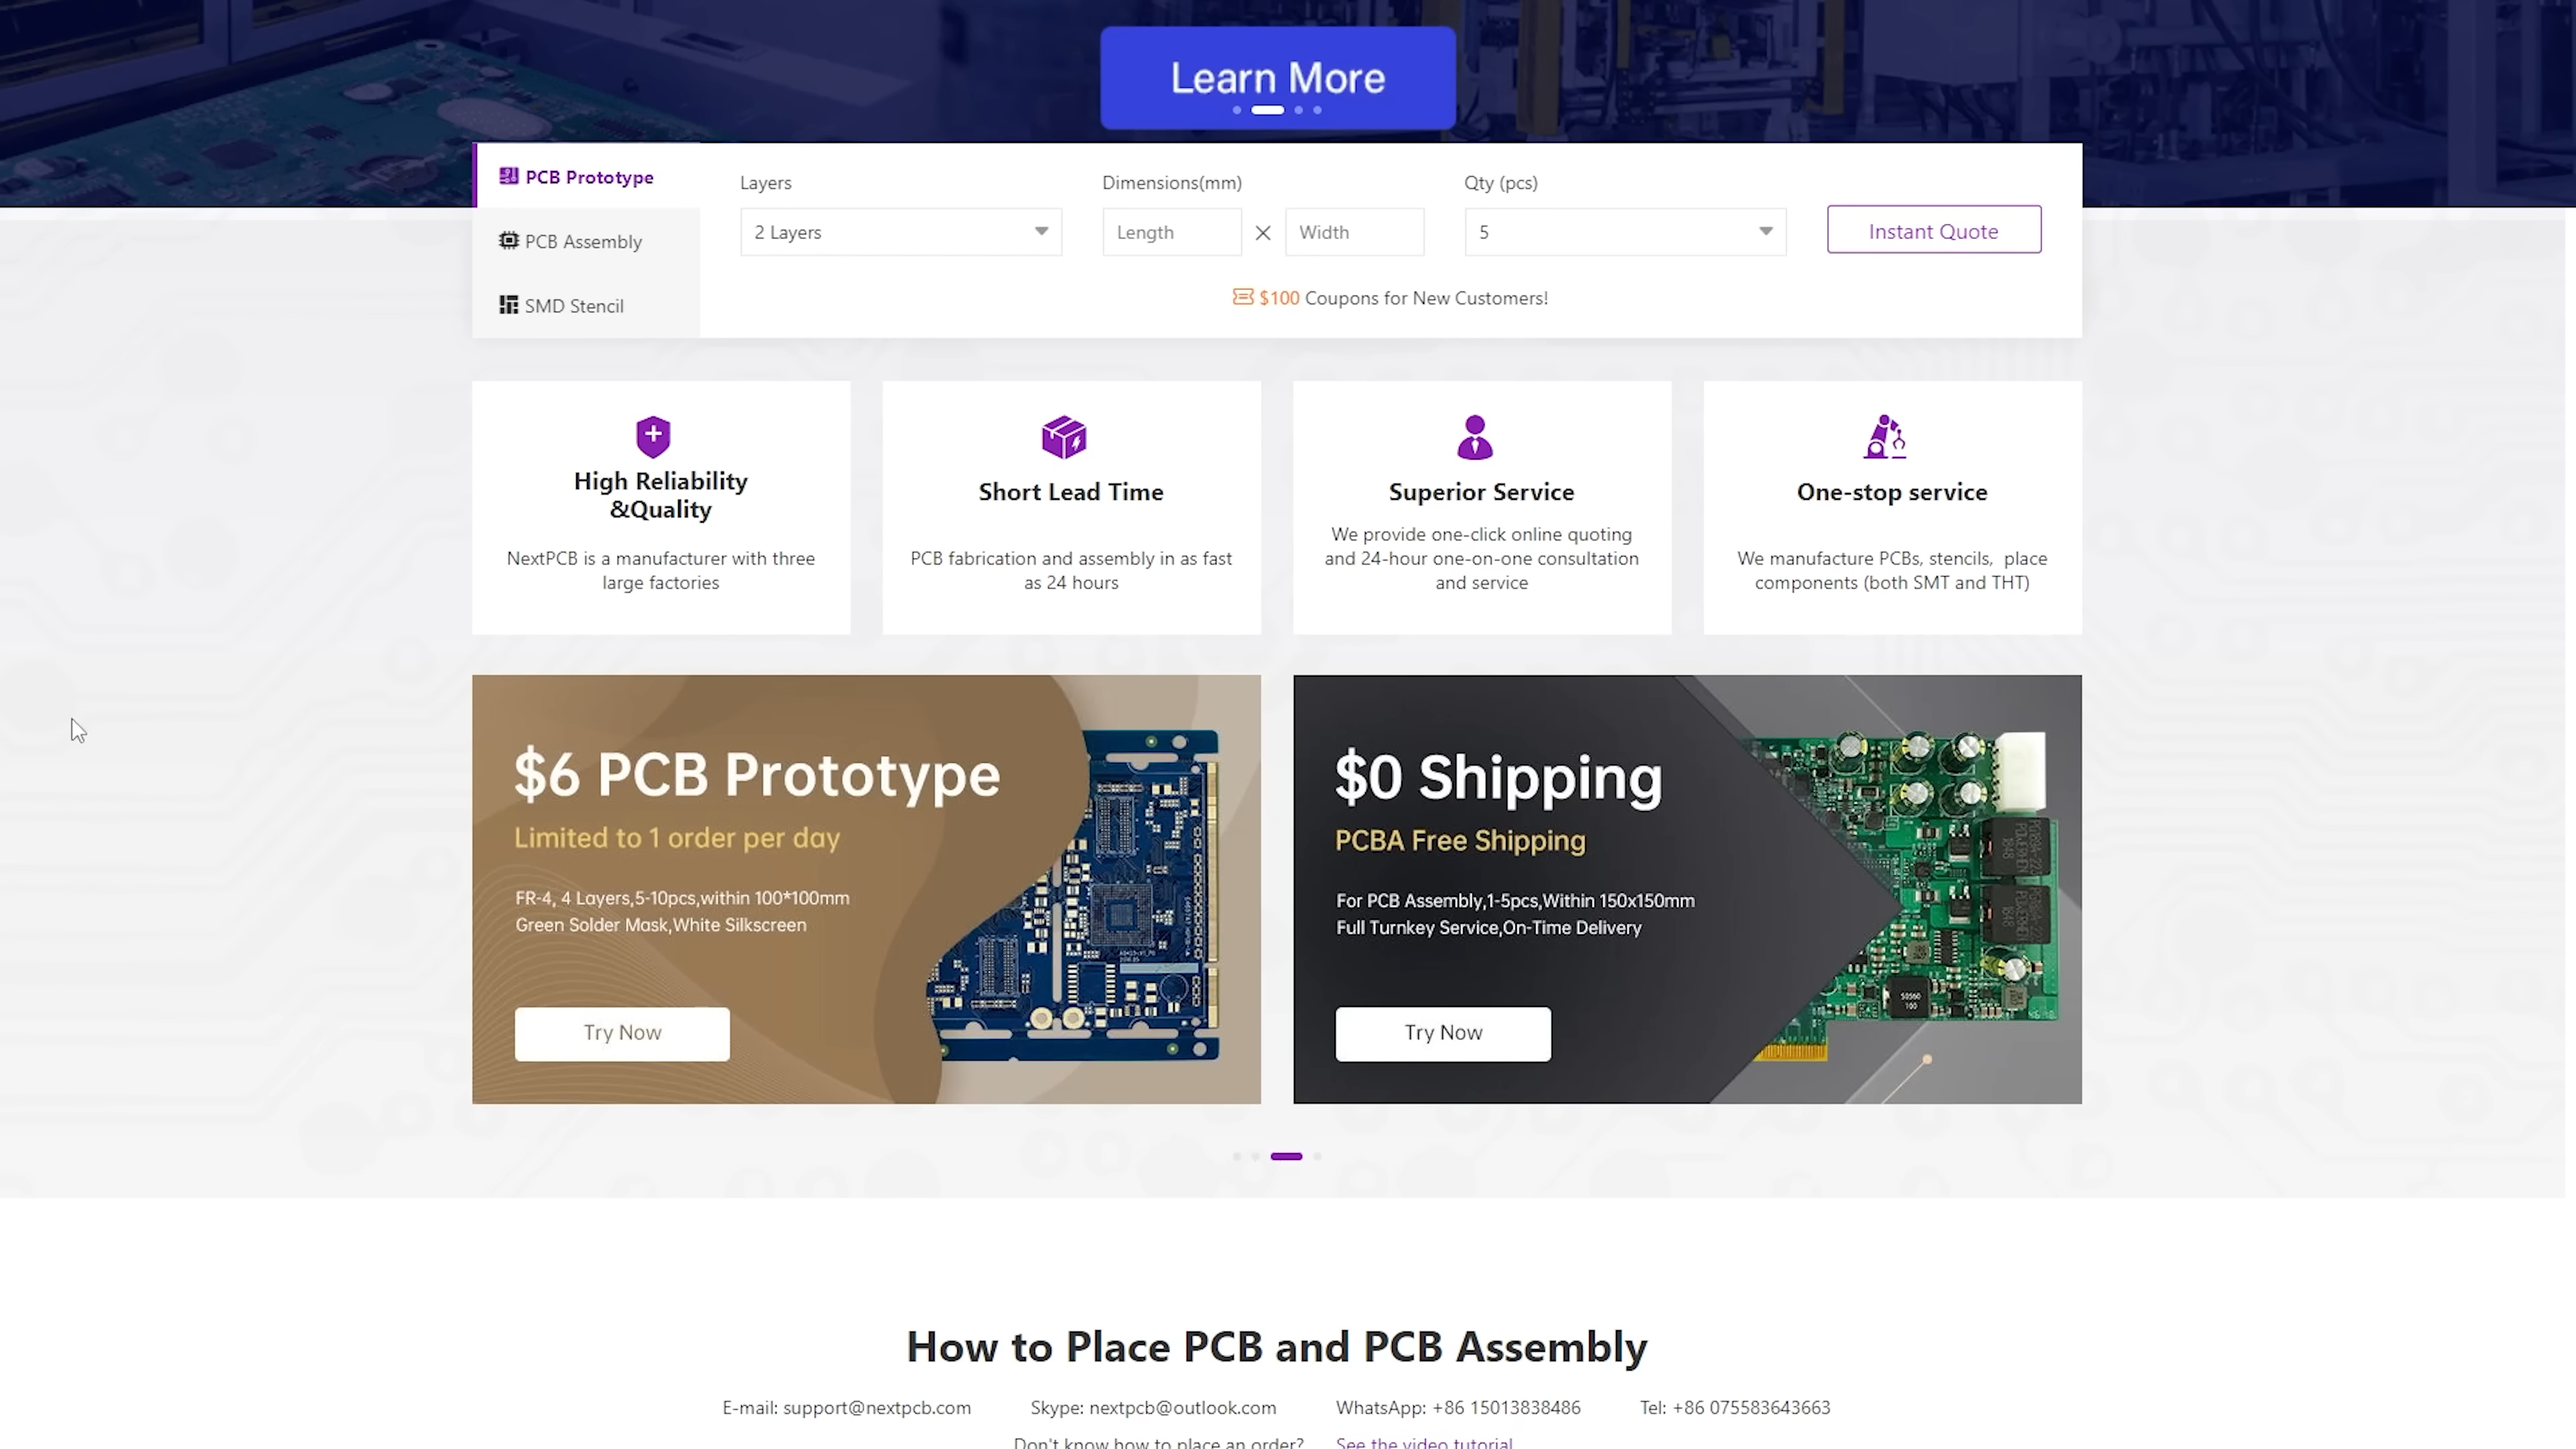 Learn More
PCB Prototype
PCB Assembly
SMD Stencil
Layers
Dimensions(mm)
Qty (pcs)
2 Layers
Length
Width
5
Instant Quote
$100 Coupons for New Customers!
High Reliability
&Quality
NextPCB is a manufacturer with three
large factories
Short Lead Time
PCB fabrication and assembly in as fast
as 24 hours
Superior Service
We provide one-click online quoting
and 24-hour one-on-one consultation
and service
One-stop service
We manufacture PCBs, stencils, place
components (both SMT and THT)
$6 PCB Prototype
Limited to 1 order per day
FR-4, 4 Layers,5-10pcs,within 100*100mm
Green Solder Mask,White Silkscreen
Try Now
$0 Shipping
PCBA Free Shipping
For PCB Assembly,1-5pcs,Within 150x150mm
Full Turnkey Service,On-Time Delivery
Try Now
How to Place PCB and PCB Assembly
E-mail: support@nextpcb.com
Skype: nextpcb@outlook.com
WhatsApp: +86 15013838486
Tel: +86 075583643663
Don't know how to place an order?
See the video tutorial